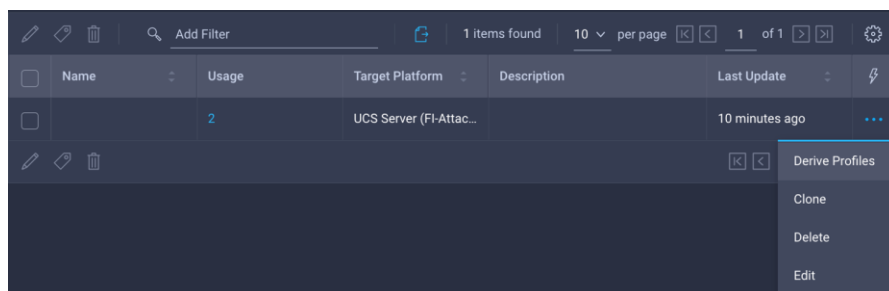 Add Filter 1 items found 10 per page 1 of 1
Name Usage Target Platform Description Last Update
2 UCS Server (FI-Attac... 10 minutes ago ...
Derive Profiles
Clone
Delete
Edit